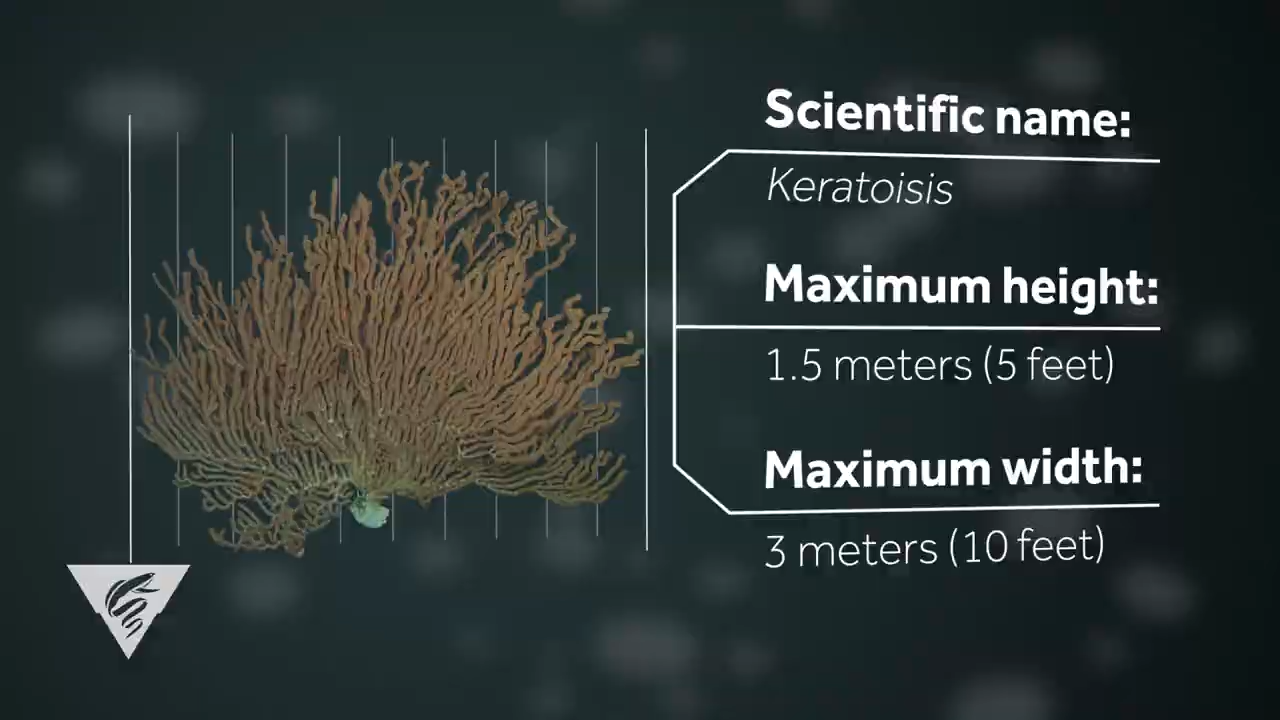 Scientific name:
Keratoisis
Maximum height:
1.5 meters (5 feet)
Maximum width:
3 meters (10 feet)